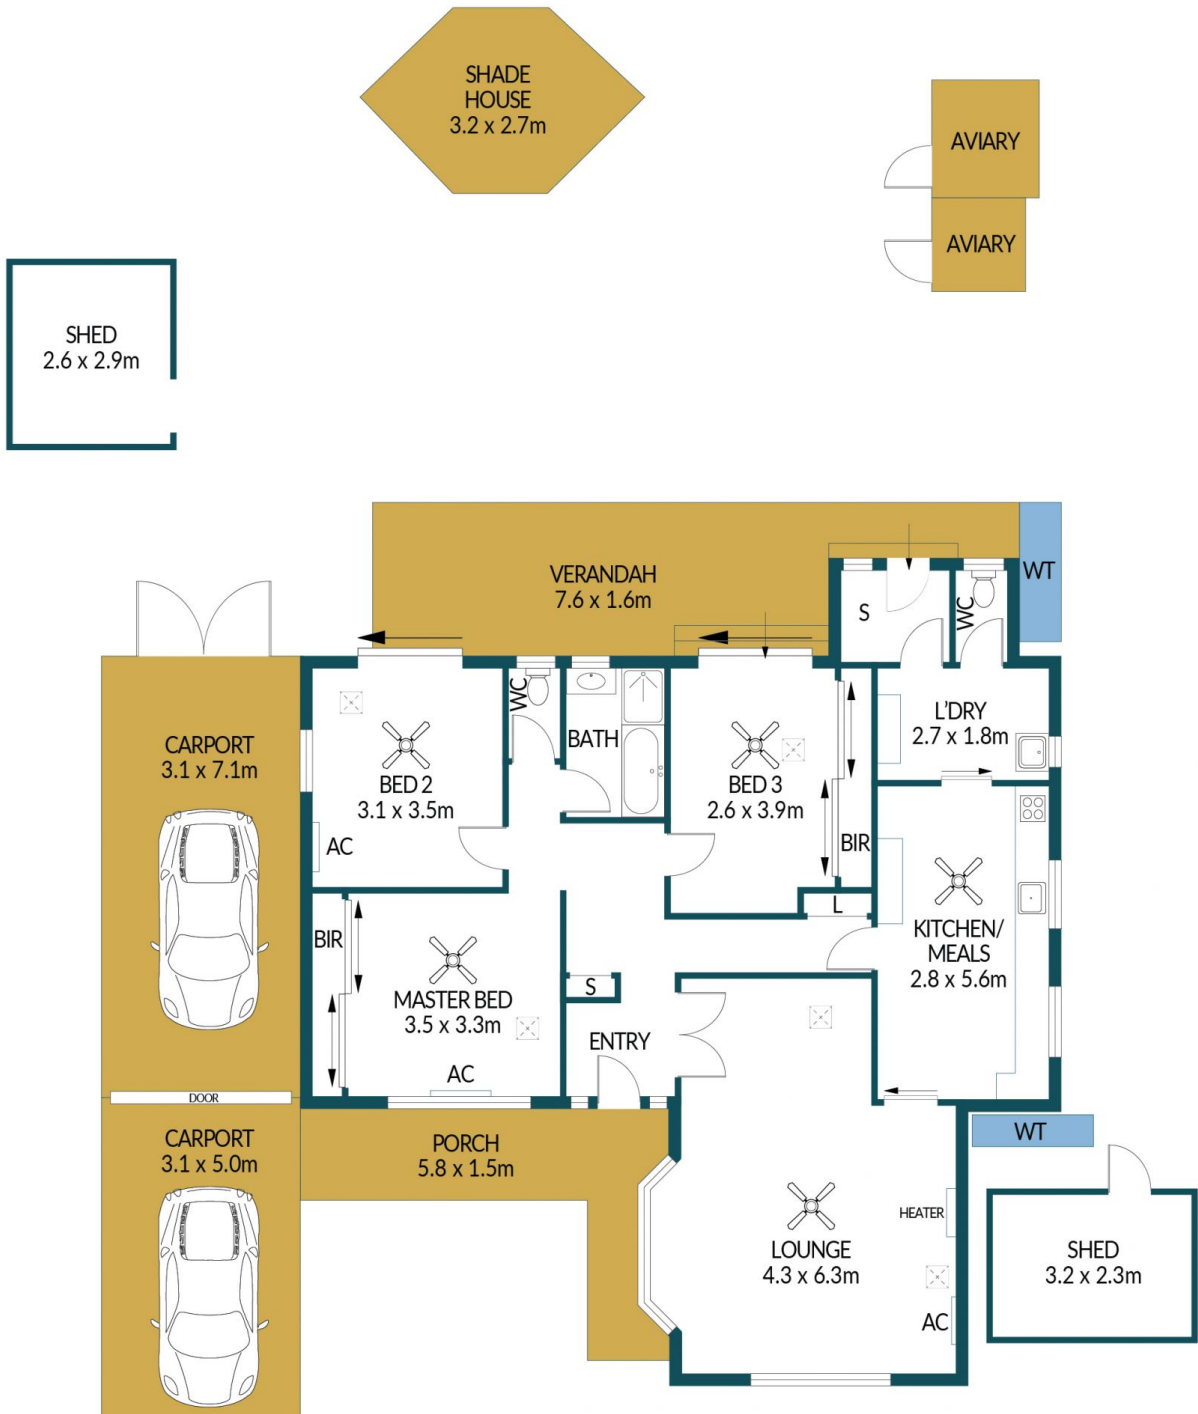 SHADE
HOUSE
3.2 x 2.7m
AVIARY
AVIARY
SHED
2.6 x 2.9m
VERANDAH
7.6 x 1.6m
WT
S
WC
WC
BATH
L'DRY
2.7 x 1.8m
CARPORT
3.1 x 7.1m
BED 2
3.1 x 3.5m
AC
BED 3
2.6 x 3.9m
BIR
L
KITCHEN/
MEALS
2.8 x 5.6m
BIR
MASTER BED
3.5 x 3.3m
AC
S
ENTRY
DOOR
CARPORT
3.1 x 5.0m
PORCH
5.8 x 1.5m
WT
HEATER
LOUNGE
4.3 x 6.3m
AC
SHED
3.2 x 2.3m